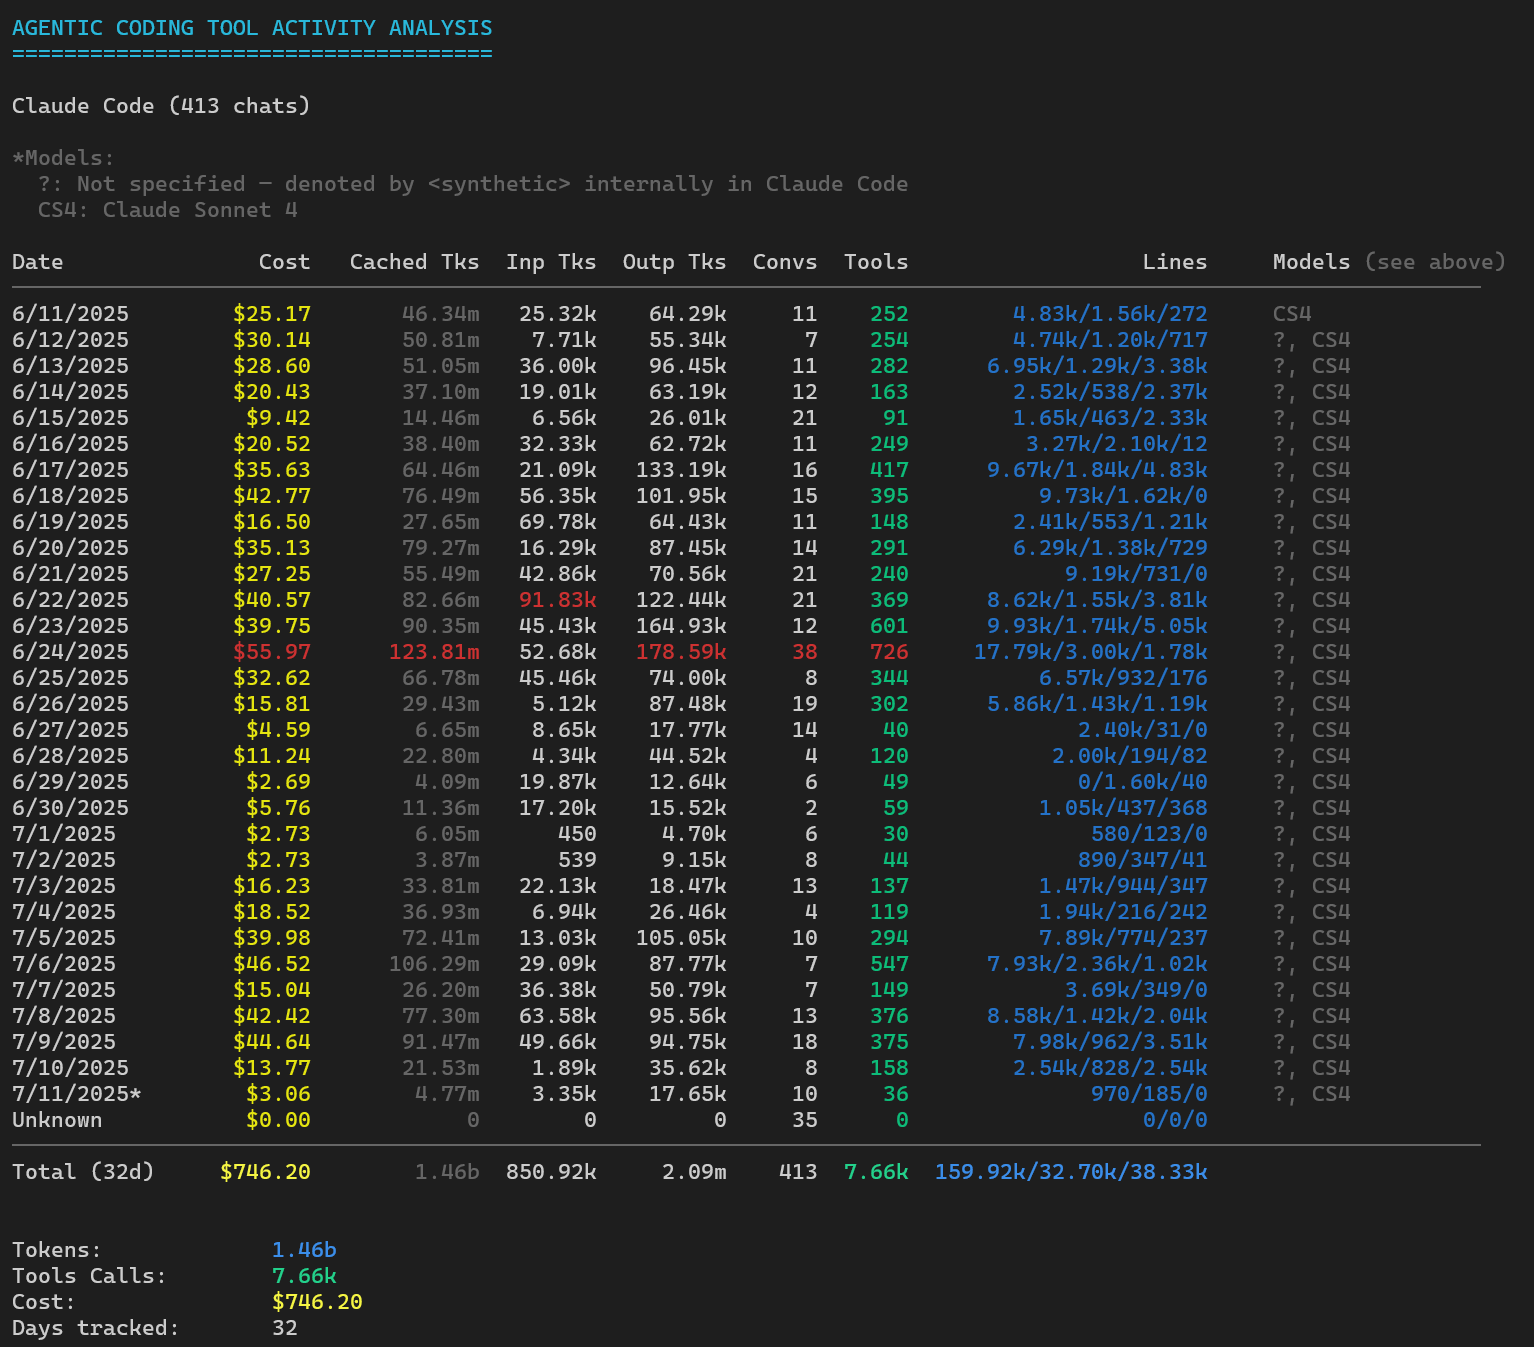 AGENTIC CODING TOOL ACTIVITY ANALYSIS
=====================================
Claude Code (413 chats)
*Models:
?: Not specified — denoted by <synthetic> internally in Claude Code
CS4: Claude Sonnet 4
Date Cost Cached Tks Inp Tks Outp Tks Convs Tools Lines Models (see above)
6/11/2025 $25.17 46.34m 25.32k 64.29k 11 252 4.83k/1.56k/272 CS4
6/12/2025 $30.14 50.81m 7.71k 55.34k 7 254 4.74k/1.20k/717 ?, CS4
6/13/2025 $28.60 51.05m 36.00k 96.45k 11 282 6.95k/1.29k/3.38k ?, CS4
6/14/2025 $20.43 37.10m 19.01k 63.19k 12 163 2.52k/538/2.37k ?, CS4
6/15/2025 $9.42 14.46m 6.56k 26.01k 21 91 1.65k/463/2.33k ?, CS4
6/16/2025 $20.52 38.40m 32.33k 62.72k 11 249 3.27k/2.10k/12 ?, CS4
6/17/2025 $35.63 64.46m 21.09k 133.19k 16 417 9.67k/1.84k/4.83k ?, CS4
6/18/2025 $42.77 76.49m 56.35k 101.95k 15 395 9.73k/1.62k/0 ?, CS4
6/19/2025 $16.50 27.65m 69.78k 64.43k 11 148 2.41k/553/1.21k ?, CS4
6/20/2025 $35.13 79.27m 16.29k 87.45k 14 291 6.29k/1.38k/729 ?, CS4
6/21/2025 $27.25 55.49m 42.86k 70.56k 21 240 9.19k/731/0 ?, CS4
6/22/2025 $40.57 82.66m 91.83k 122.44k 21 369 8.62k/1.55k/3.81k ?, CS4
6/23/2025 $39.75 90.35m 45.43k 164.93k 12 601 9.93k/1.74k/5.05k ?, CS4
6/24/2025 $55.97 123.81m 52.68k 178.59k 38 726 17.79k/3.00k/1.78k ?, CS4
6/25/2025 $32.62 66.78m 45.46k 74.00k 8 344 6.57k/932/176 ?, CS4
6/26/2025 $15.81 29.43m 5.12k 87.48k 19 302 5.86k/1.43k/1.19k ?, CS4
6/27/2025 $4.59 6.65m 8.65k 17.77k 14 40 2.40k/31/0 ?, CS4
6/28/2025 $11.24 22.80m 4.34k 44.52k 4 120 2.00k/194/82 ?, CS4
6/29/2025 $2.69 4.09m 19.87k 12.64k 6 49 0/1.60k/40 ?, CS4
6/30/2025 $5.76 11.36m 17.20k 15.52k 2 59 1.05k/437/368 ?, CS4
7/1/2025 $2.73 6.05m 450 4.70k 6 30 580/123/0 ?, CS4
7/2/2025 $2.73 3.87m 539 9.15k 8 44 890/347/41 ?, CS4
7/3/2025 $16.23 33.81m 22.13k 18.47k 13 137 1.47k/944/347 ?, CS4
7/4/2025 $18.52 36.93m 6.94k 26.46k 4 119 1.94k/216/242 ?, CS4
7/5/2025 $39.98 72.41m 13.03k 105.05k 10 294 7.89k/774/237 ?, CS4
7/6/2025 $46.52 106.29m 29.09k 87.77k 7 547 7.93k/2.36k/1.02k ?, CS4
7/7/2025 $15.04 26.20m 36.38k 50.79k 7 149 3.69k/349/0 ?, CS4
7/8/2025 $42.42 77.30m 63.58k 95.56k 13 376 8.58k/1.42k/2.04k ?, CS4
7/9/2025 $44.64 91.47m 49.66k 94.75k 18 375 7.98k/962/3.51k ?, CS4
7/10/2025 $13.77 21.53m 1.89k 35.62k 8 158 2.54k/828/2.54k ?, CS4
7/11/2025* $3.06 4.77m 3.35k 17.65k 10 36 970/185/0 ?, CS4
Unknown $0.00 0 0 0 35 0 0/0/0
Total (32d) $746.20 1.46b 850.92k 2.09m 413 7.66k 159.92k/32.70k/38.33k
Tokens: 1.46b
Tools Calls: 7.66k
Cost: $746.20
Days tracked: 32